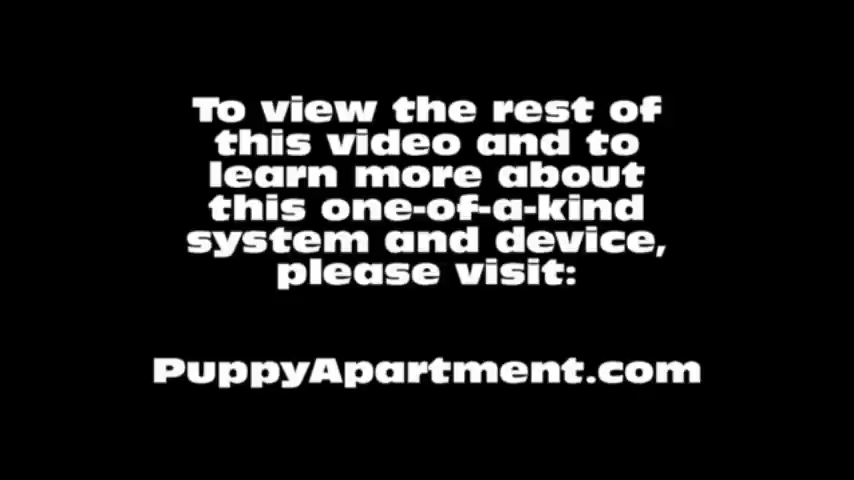 To view the rest of
this video and to
learn more about
this one-of-a-kind
system and device,
please visit:
PuppyApartment.com